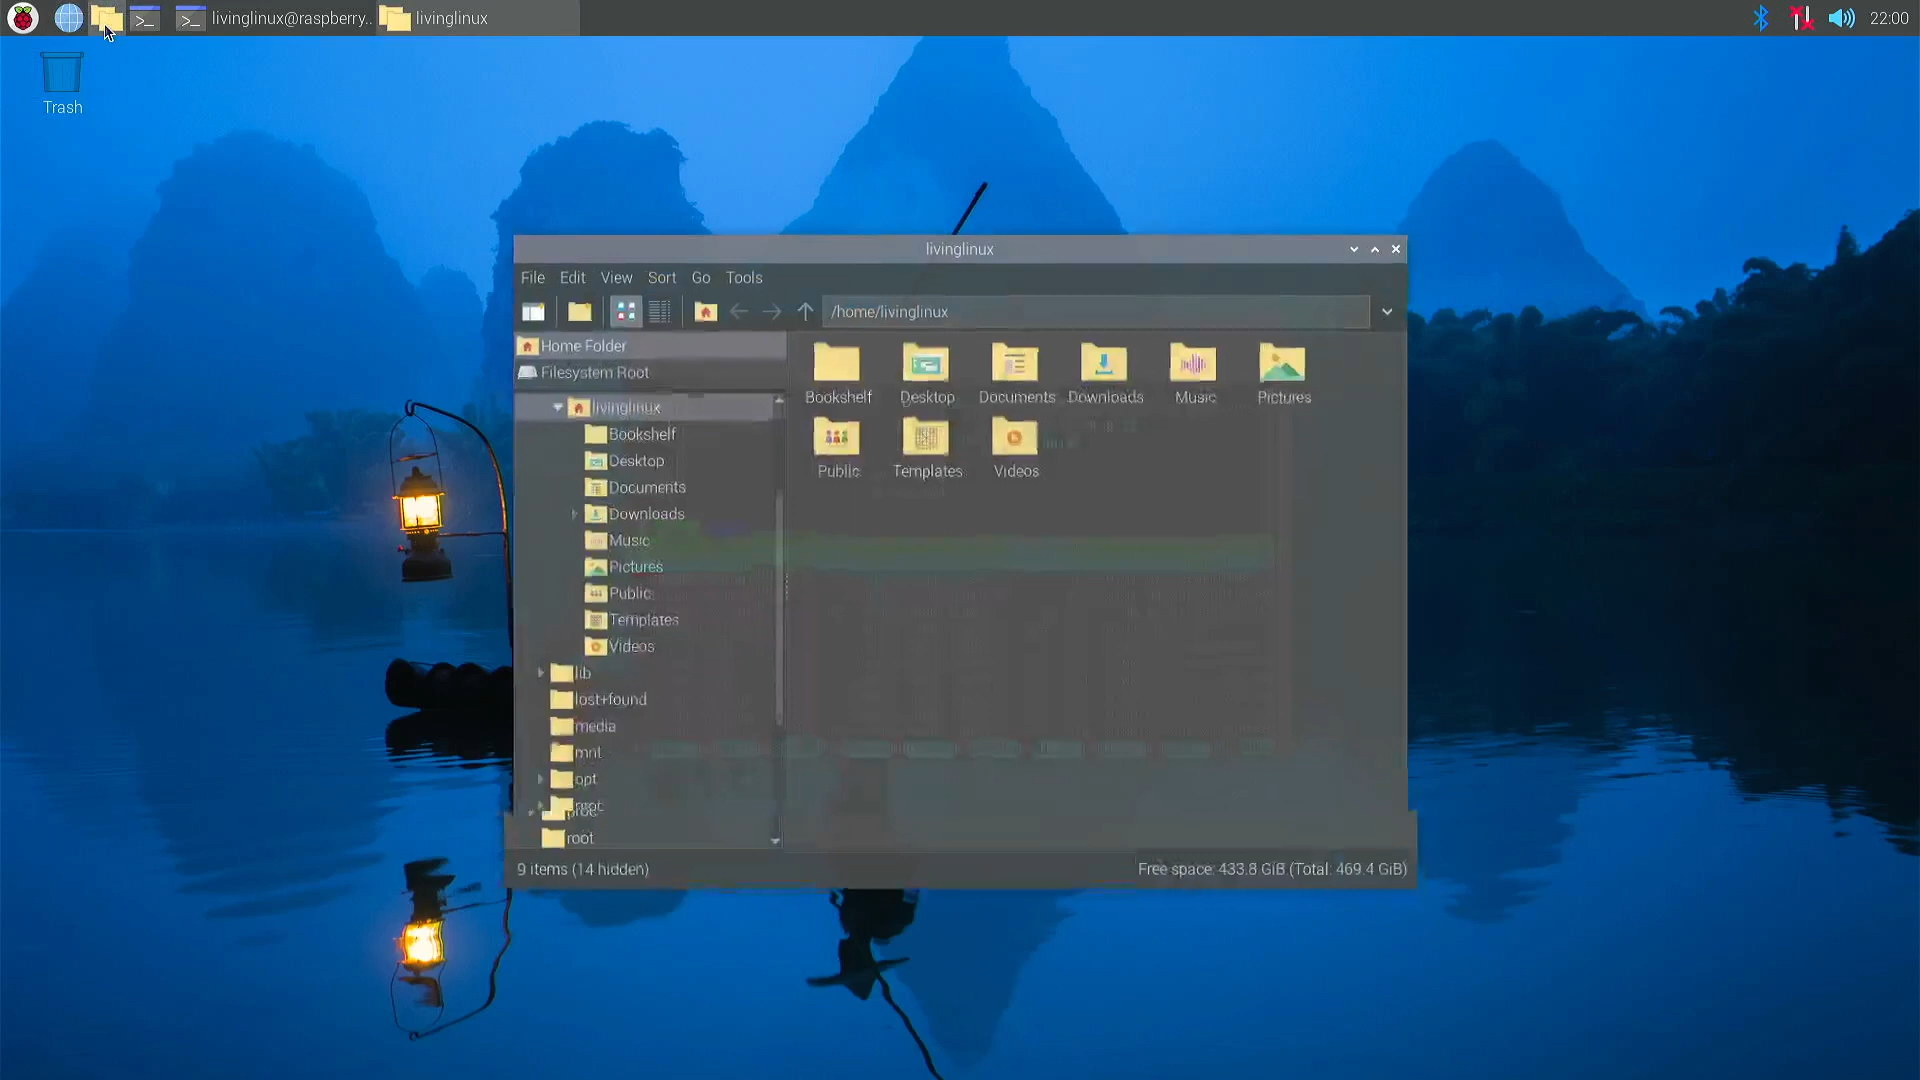 livinglinux@raspberry.. livinglinux 22:00
Trash
livinglinux
File Edit View Sort Go Tools
/home/livinglinux
Home Folder
Filesystem Root
livinglinux
Bookshelf
Desktop
Documents
Downloads
Music
Pictures
Public
Templates
Videos
lib
lost+found
media
mnt
opt
proc
root
Bookshelf Desktop Documents Downloads Music Pictures
Public Templates Videos
9 items (14 hidden) Free space: 433.8 GiB (Total: 469.4 GiB)